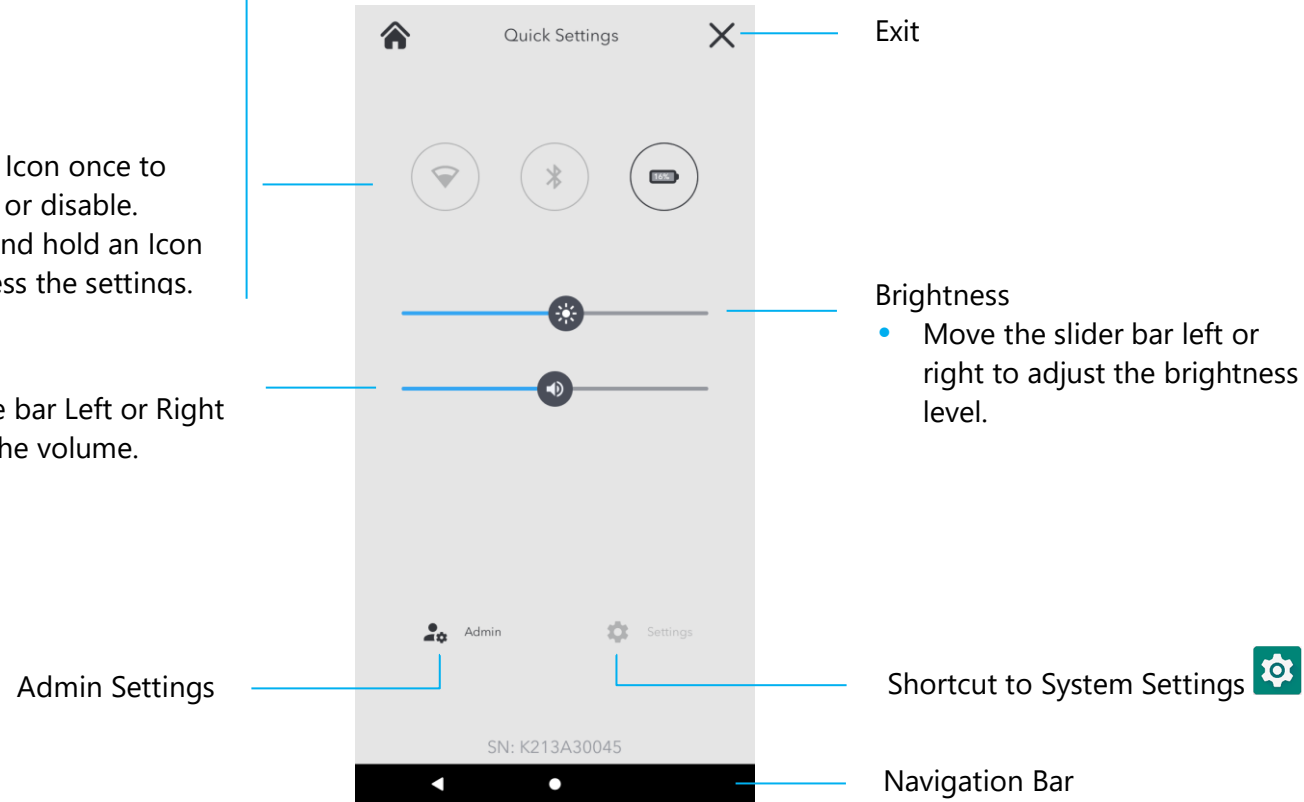 Quick Settings
Exit
Icon once to
or disable.
nd hold an Icon
ess the settings.
16%
Brightness
• Move the slider bar left or
right to adjust the brightness
level.
e bar Left or Right
he volume.
Admin
Settings
Admin Settings
Shortcut to System Settings
SN: K213A30045
Navigation Bar